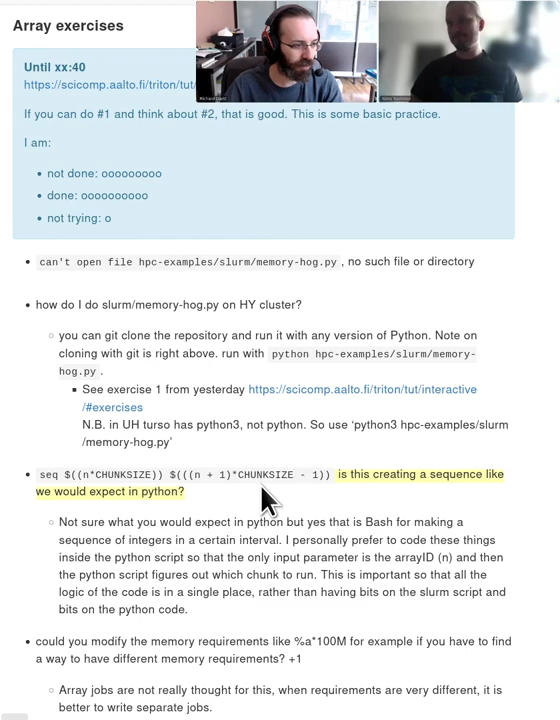 Array exercises
Until xx:40
https://scicomp.aalto.fi/triton/tut/
If you can do #1 and think about #2, that is good. This is some basic practice.
I am:
not done: ooooooooo
done: oooooooooo
not trying: o
can't open file hpc-examples/slurm/memory-hog.py , no such file or directory
how do I do slurm/memory-hog.py on HY cluster?
you can git clone the repository and run it with any version of Python. Note on
cloning with git is right above. run with python hpc-examples/slurm/memory-
hog.py .
See exercise 1 from yesterday https://scicomp.aalto.fi/triton/tut/interactive
/#exercises
N.B. in UH turso has python3, not python. So use ‘python3 hpc-examples/slurm
/memory-hog.py’
seq $((n*CHUNKSIZE)) $(((n + 1)*CHUNKSIZE - 1)) is this creating a sequence like
we would expect in python?
Not sure what you would expect in python but yes that is Bash for making a
sequence of integers in a certain interval. I personally prefer to code these things
inside the python script so that the only input parameter is the arrayID (n) and then
the python script figures out which chunk to run. This is important so that all the
logic of the code is in a single place, rather than having bits on the slurm script and
bits on the python code.
could you modify the memory requirements like %a*100M for example if you have to find
a way to have different memory requirements? +1
Array jobs are not really thought for this, when requirements are very different, it is
better to write separate jobs.